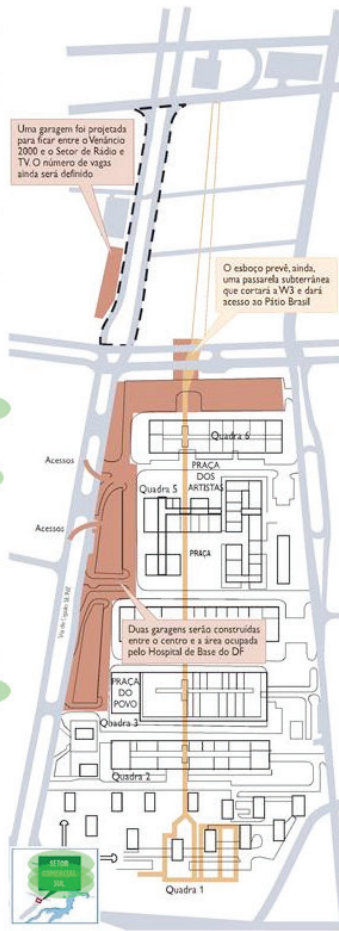 Uma garagem foi projetada
para ficar entre o Venâncio
2000 e o Setor de Rádio e
TV. O número de vagas
ainda será definido
O esboço prevê, ainda,
uma passarela subterrânea
que cortará a W3 e dará
acesso ao Pátio Brasil
Quadra 6
Acessos
PRAÇA
DOS
ARTISTAS
Quadra 5
Acessos
PRAÇA
Duas garagens serão construídas
entre o centro e a área ocupada
pelo Hospital de Base do DF
PRAÇA
DO
POVO
Quadra 3
Quadra 2
SETOR
COMERCIAL
SUL
Quadra 1